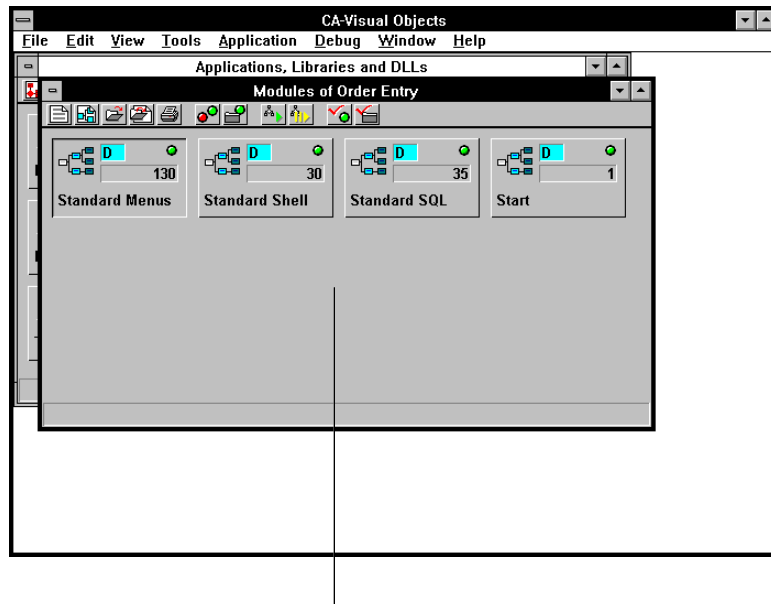 CA-Visual Objects
File Edit View Tools Application Debug Window Help
Applications, Libraries and DLLs
Modules of Order Entry
D D D D
130 30 35 1
Standard Menus Standard Shell Standard SQL Start